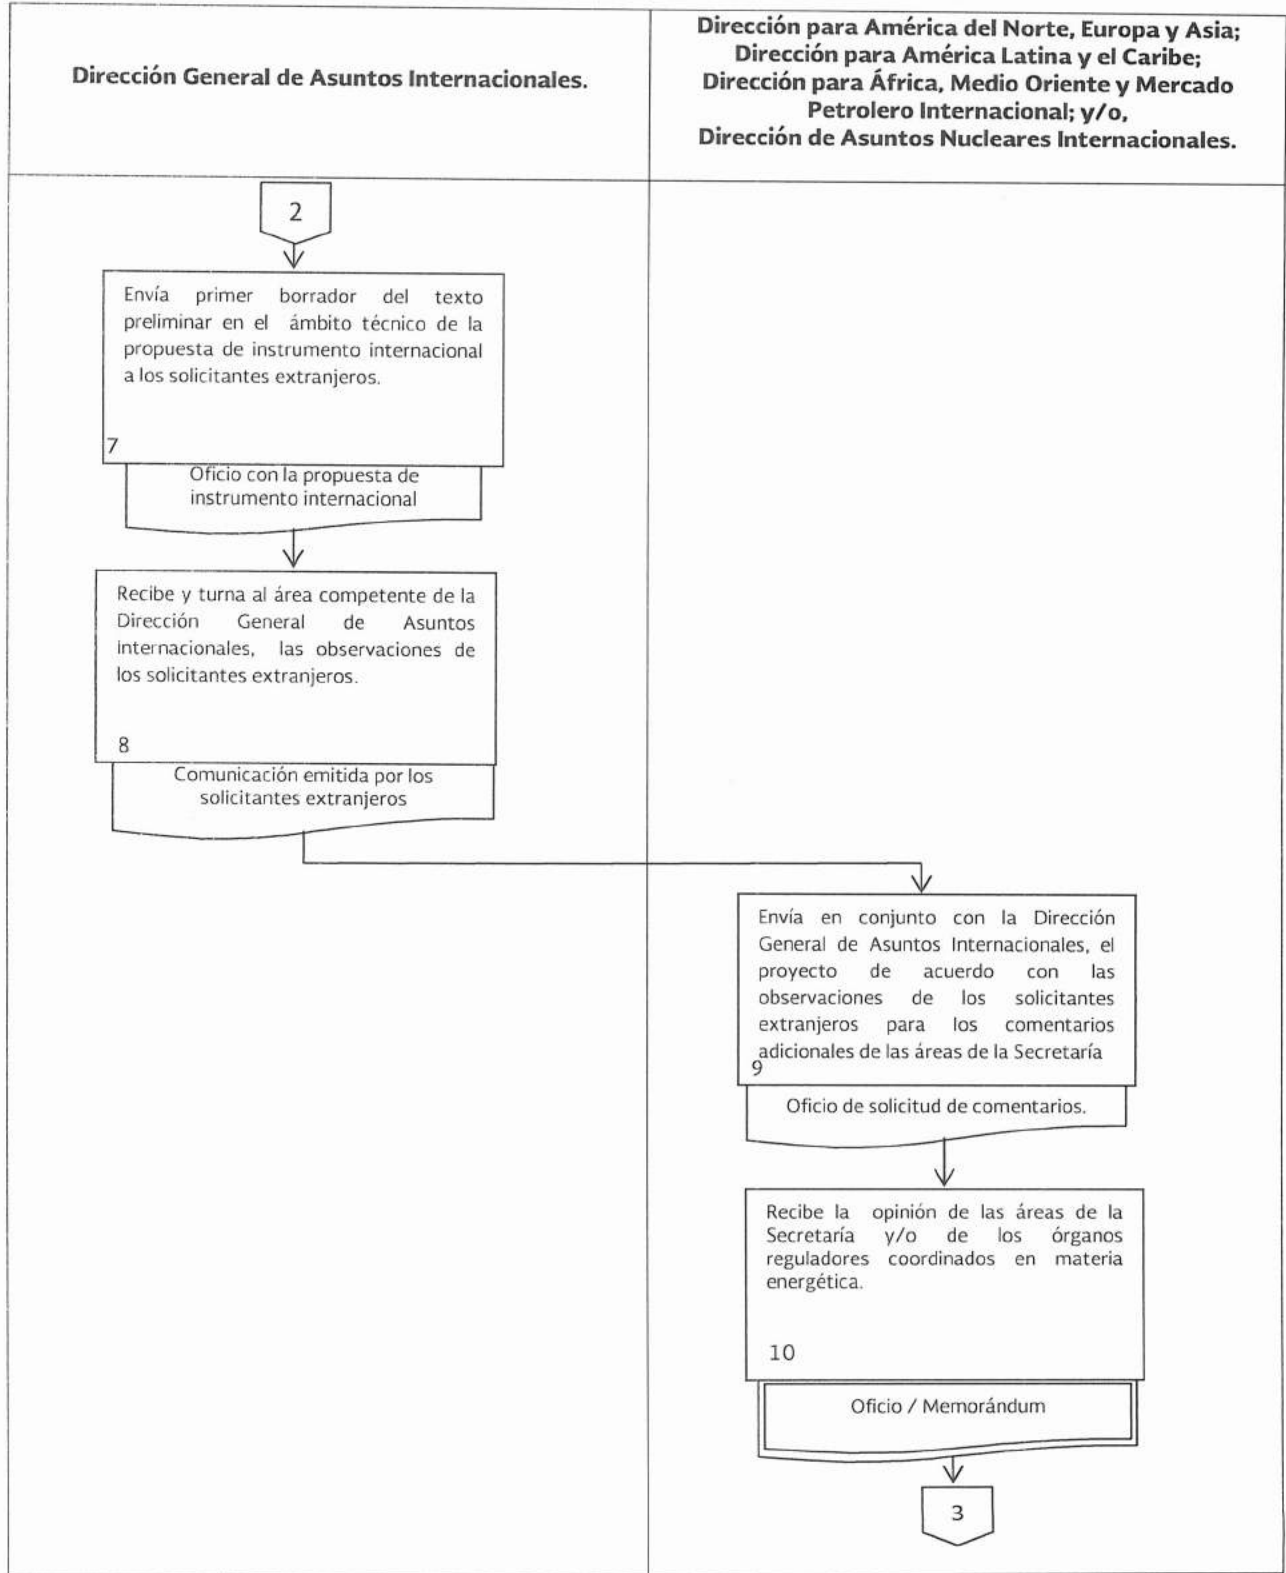 Dirección General de Asuntos Internacionales.
Dirección para América del Norte, Europa y Asia;
Dirección para América Latina y el Caribe;
Dirección para África, Medio Oriente y Mercado
Petrolero Internacional; y/o,
Dirección de Asuntos Nucleares Internacionales.
2
Envía primer borrador del texto
preliminar en el ámbito técnico de la
propuesta de instrumento internacional
a los solicitantes extranjeros.
7
Oficio con la propuesta de
instrumento internacional
Recibe y turna al área competente de la
Dirección General de Asuntos
Internacionales, las observaciones de
los solicitantes extranjeros.
8
Comunicación emitida por los
solicitantes extranjeros
Envía en conjunto con la Dirección
General de Asuntos Internacionales, el
proyecto de acuerdo con las
observaciones de los solicitantes
extranjeros para los comentarios
adicionales de las áreas de la Secretaría
9
Oficio de solicitud de comentarios.
Recibe la opinión de las áreas de la
Secretaría y/o de los órganos
reguladores coordinados en materia
energética.
10
Oficio / Memorándum
3